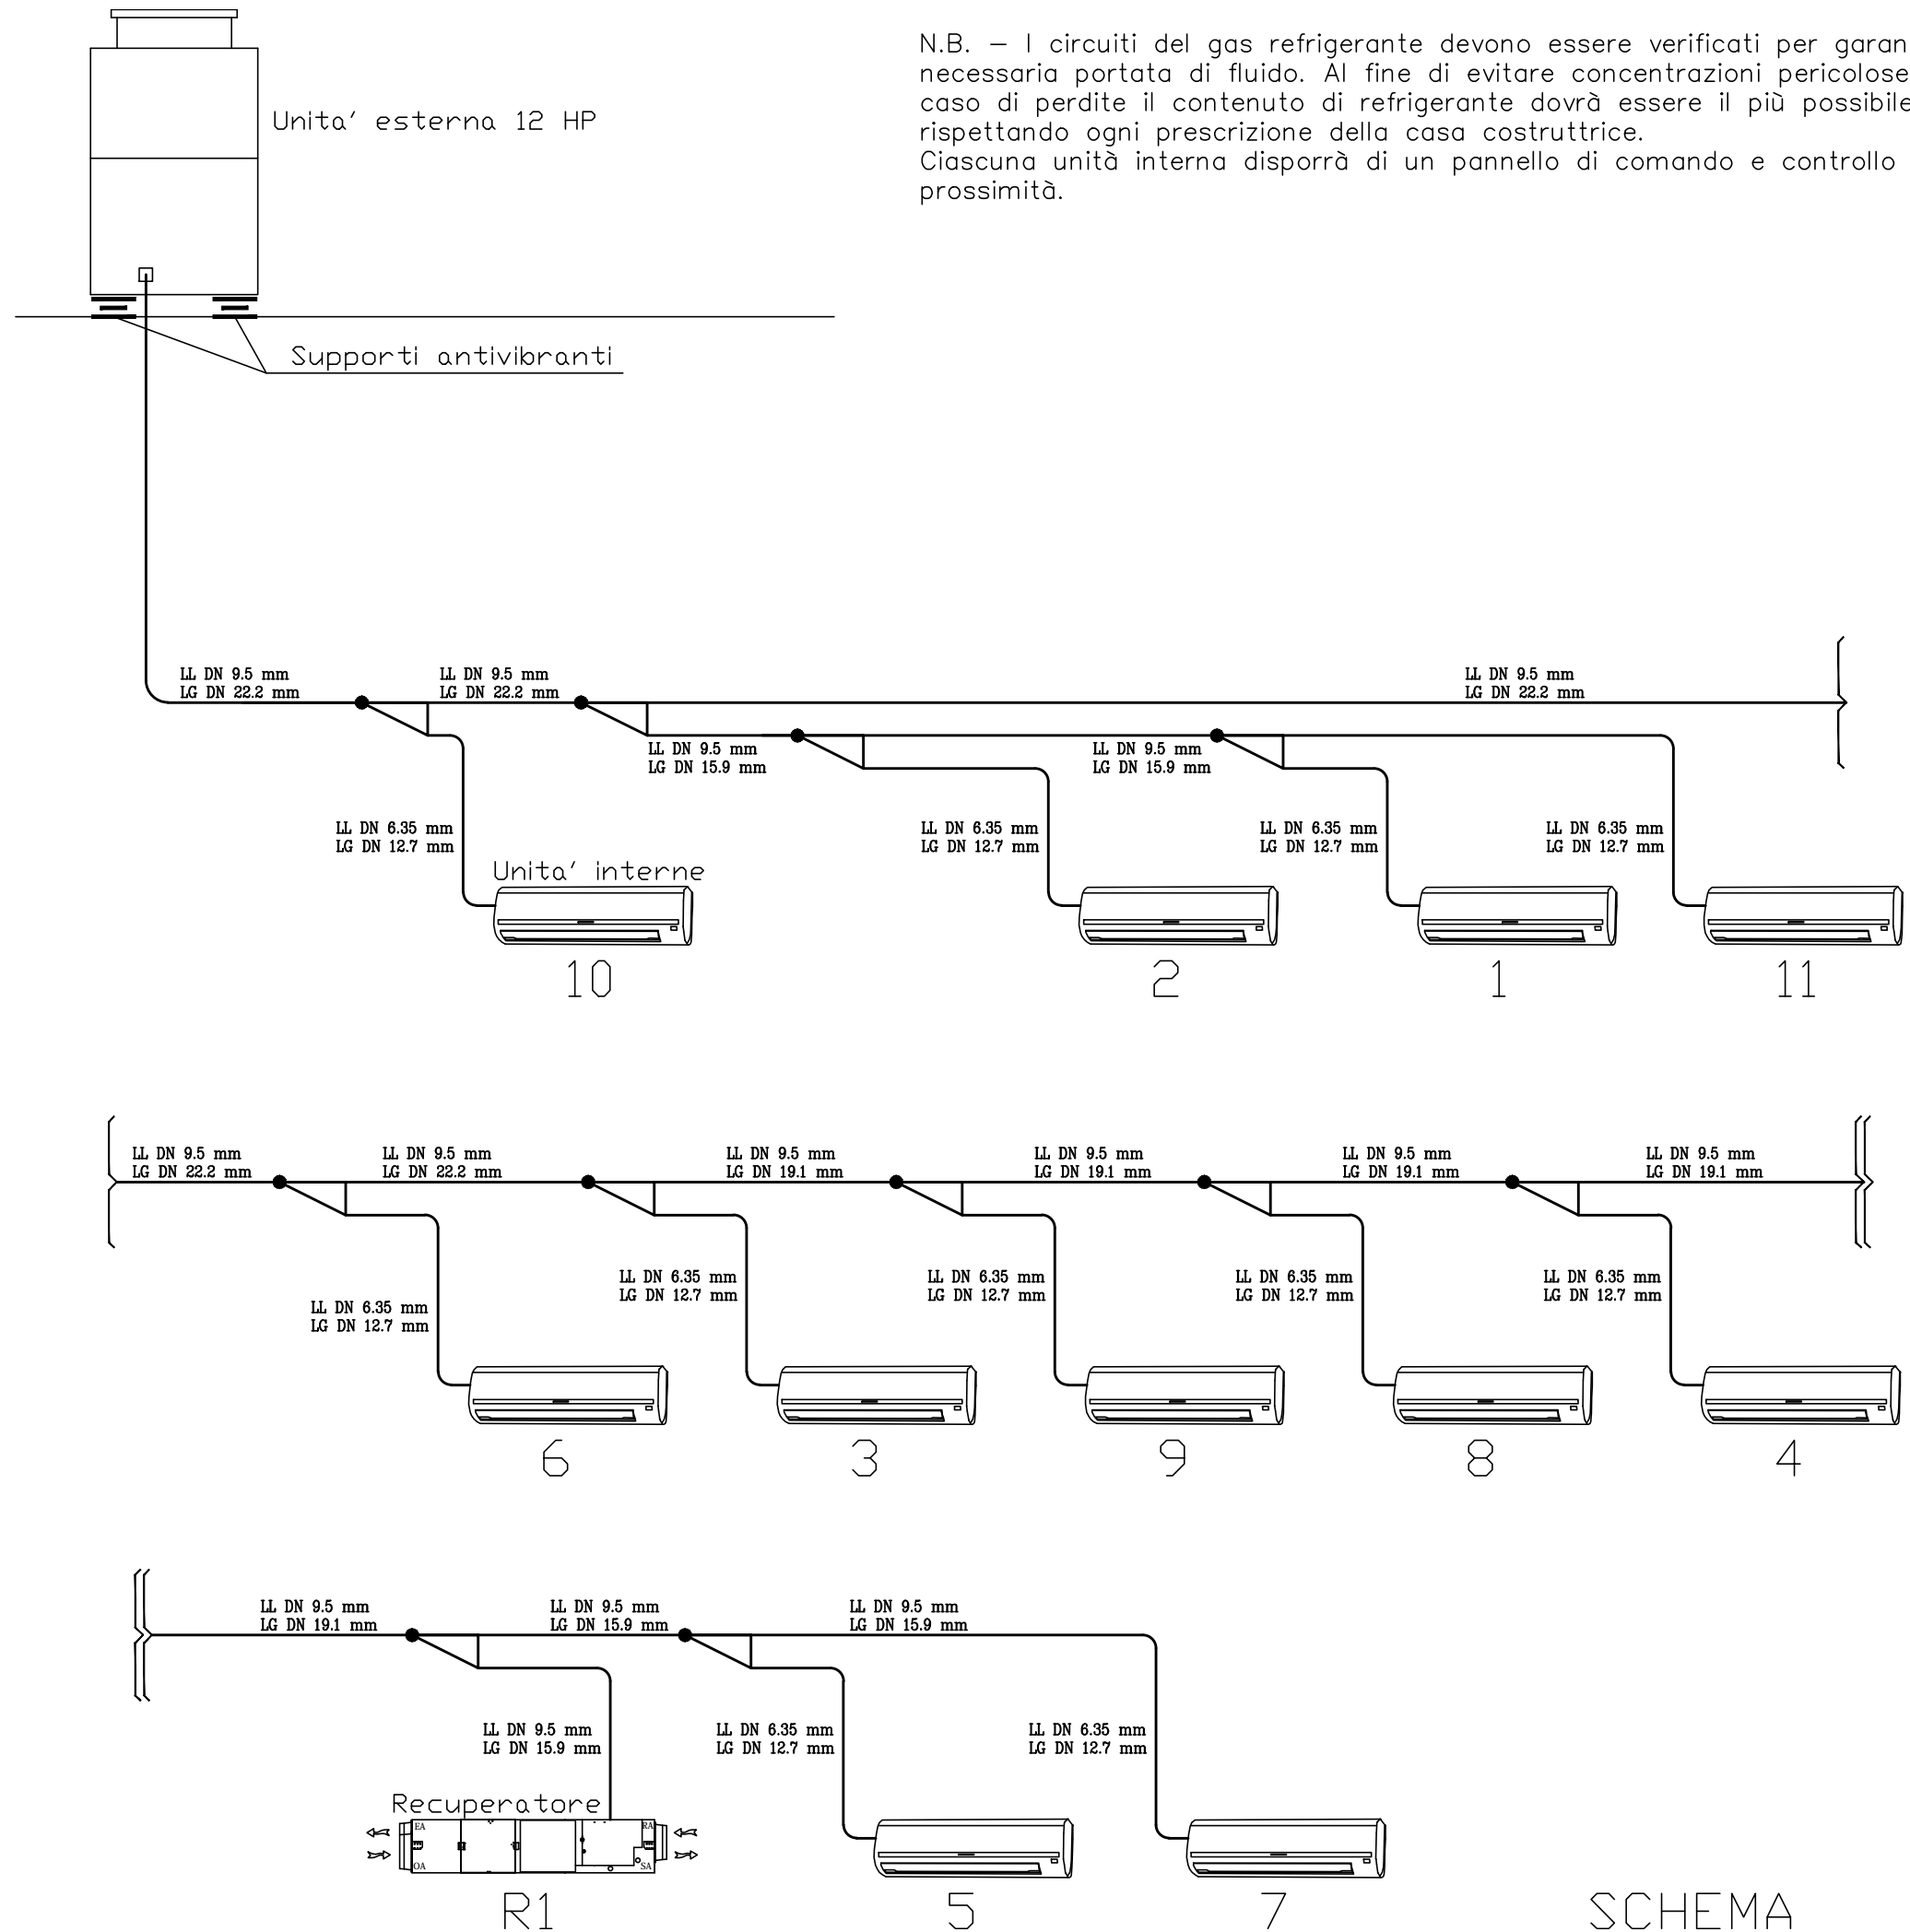 N.B. – I circuiti del gas refrigerante devono essere verificati per garan
necessaria portata di fluido. Al fine di evitare concentrazioni pericolose
caso di perdite il contenuto di refrigerante dovrà essere il più possibile
rispettando ogni prescrizione della casa costruttrice.
Ciascuna unità interna disporrà di un pannello di comando e controllo
prossimità.
Unita' esterna 12 HP
Supporti antivibranti
LL DN 9.5 mm
LG DN 22.2 mm
LL DN 9.5 mm
LG DN 22.2 mm
LL DN 9.5 mm
LG DN 22.2 mm
LL DN 9.5 mm
LG DN 15.9 mm
LL DN 9.5 mm
LG DN 15.9 mm
LL DN 6.35 mm
LG DN 12.7 mm
LL DN 6.35 mm
LG DN 12.7 mm
LL DN 6.35 mm
LG DN 12.7 mm
LL DN 6.35 mm
LG DN 12.7 mm
Unita' interne
10
2
1
11
LL DN 9.5 mm
LG DN 22.2 mm
LL DN 9.5 mm
LG DN 22.2 mm
LL DN 9.5 mm
LG DN 19.1 mm
LL DN 9.5 mm
LG DN 19.1 mm
LL DN 9.5 mm
LG DN 19.1 mm
LL DN 9.5 mm
LG DN 19.1 mm
LL DN 6.35 mm
LG DN 12.7 mm
LL DN 6.35 mm
LG DN 12.7 mm
LL DN 6.35 mm
LG DN 12.7 mm
LL DN 6.35 mm
LG DN 12.7 mm
LL DN 6.35 mm
LG DN 12.7 mm
6
3
9
8
4
LL DN 9.5 mm
LG DN 19.1 mm
LL DN 9.5 mm
LG DN 15.9 mm
LL DN 9.5 mm
LG DN 15.9 mm
LL DN 9.5 mm
LG DN 15.9 mm
LL DN 6.35 mm
LG DN 12.7 mm
LL DN 6.35 mm
LG DN 12.7 mm
Recuperatore
EA
RA
OA
SA
R1
5
7
SCHEMA